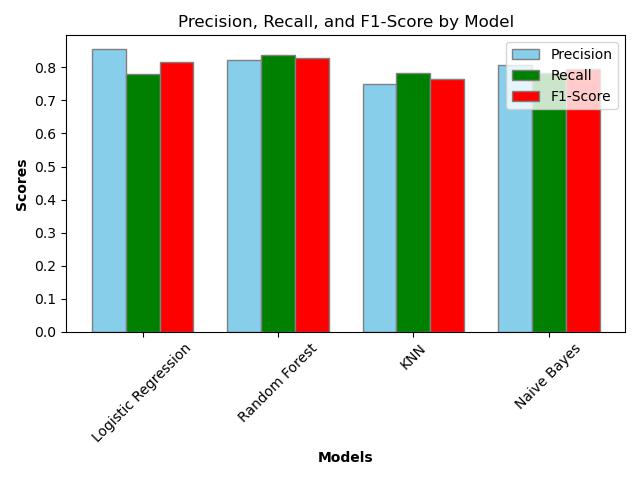 Precision, Recall, and F1-Score by Model
Precision
Recall
F1-Score
Scores
0.8
0.7
0.6
0.5
0.4
0.3
0.2
0.1
0.0
Logistic Regression
Random Forest
KNN
Naive Bayes
Models